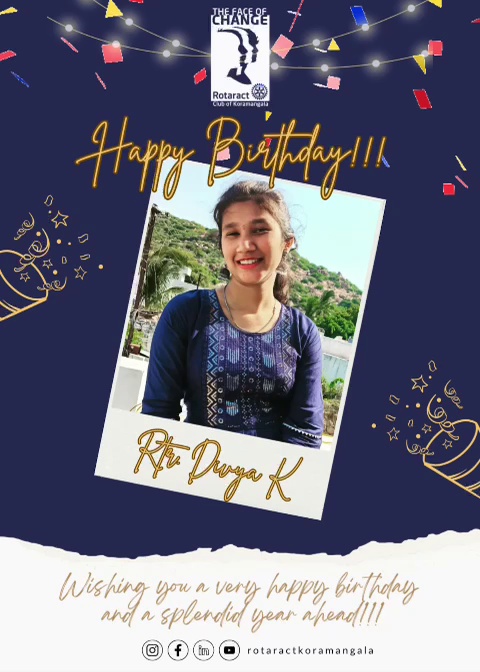 THE FACE OF
CHANGE
Rotaract
Club of Koramangala
Happy Birthday!!!
Rtr. Divya K
Wishing you a very happy birthday
and a splendid year ahead!!!
in rotaractkoramangala